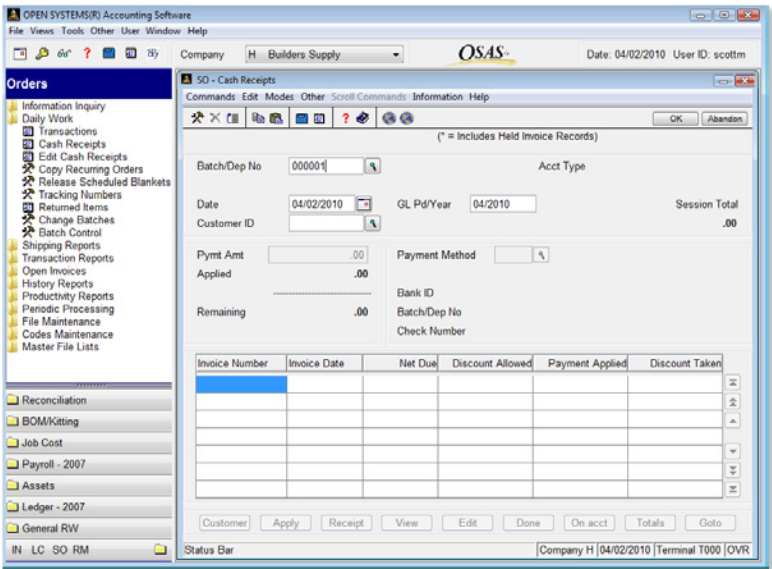 OPEN SYSTEMS(R) Accounting Software
File Views Tools Other User Window Help
Company H Builders Supply OSAS Date: 04/02/2010 User ID: scottm
Orders
Information Inquiry
Daily Work
Transactions
Cash Receipts
Edit Cash Receipts
Copy Recurring Orders
Release Scheduled Blankets
Tracking Numbers
Returned Items
Change Batches
Batch Control
Shipping Reports
Transaction Reports
Open Invoices
History Reports
Productivity Reports
Periodic Processing
File Maintenance
Codes Maintenance
Master File Lists
Reconciliation
BOM/Kitting
Job Cost
Payroll - 2007
Assets
Ledger - 2007
General RW
IN LC SO RM
SO - Cash Receipts
Commands Edit Modes Other Scroll Commands Information Help
OK Abandon
(* = Includes Held Invoice Records)
Batch/Dep No 000001 Acct Type
Date 04/02/2010 GL Pd/Year 04/2010 Session Total
Customer ID .00
Pymt Amt .00 Payment Method
Applied .00
Bank ID
Remaining .00 Batch/Dep No
Check Number
Invoice Number Invoice Date Net Due Discount Allowed Payment Applied Discount Taken
Customer Apply Receipt View Edit Done On acct Totals Goto
Status Bar Company H 04/02/2010 Terminal T000 OVR